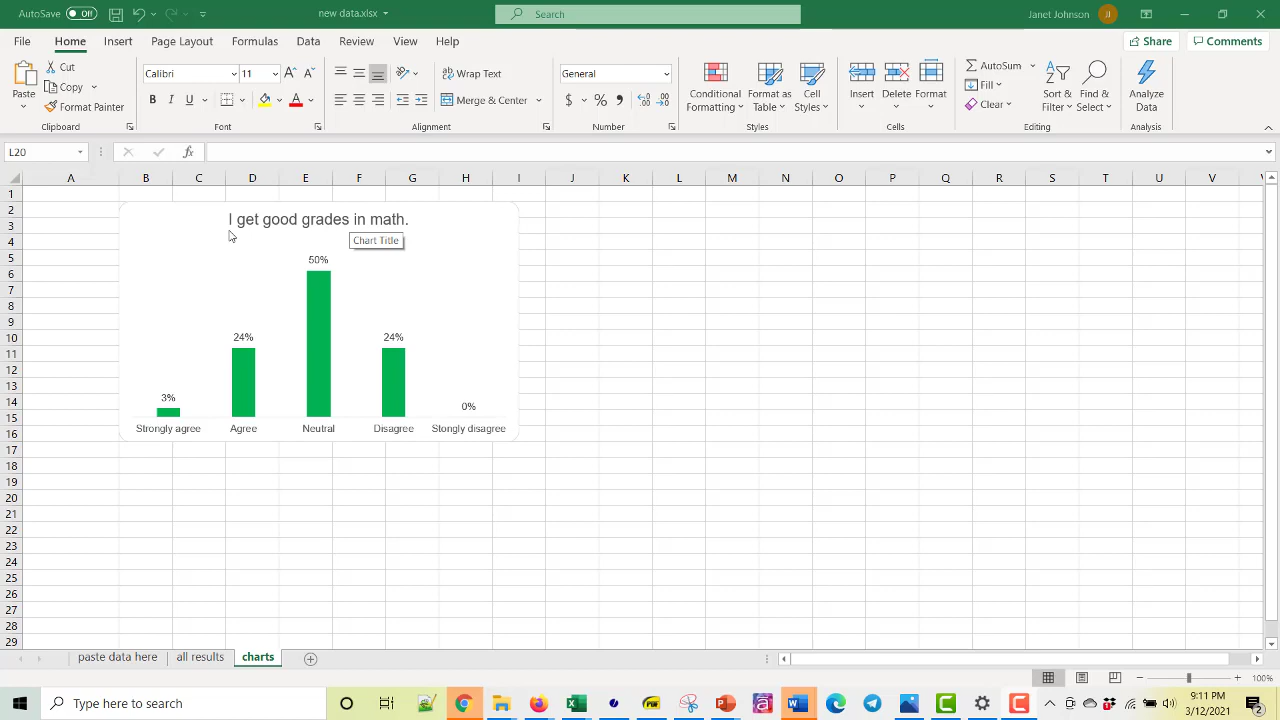 AutoSave Off new data.xlsx Search Janet Johnson JJ
File Home Insert Page Layout Formulas Data Review View Help Share Comments
Paste Cut Copy Format Painter
Clipboard
Calibri 11
B I U A
Font
Wrap Text
Merge & Center
Alignment
General
$ % ,
Number
Conditional Formatting
Format as Table
Cell Styles
Styles
Insert Delete Format
Cells
AutoSum
Fill
Clear
Sort & Filter
Find & Select
Editing
Analyze Data
Analysis
L20 fx
A B C D E F G H I J K L M N O P Q R S T U V
1
2
3
4
5
6
7
8
9
10
11
12
13
14
15
16
17
18
19
20
21
22
23
24
25
26
27
28
29
I get good grades in math.
Chart Title
50%
24% 24%
3% 0%
Strongly agree Agree Neutral Disagree Stongly disagree
paste data here all results charts
100%
Type here to search
9:11 PM
3/12/2021
2